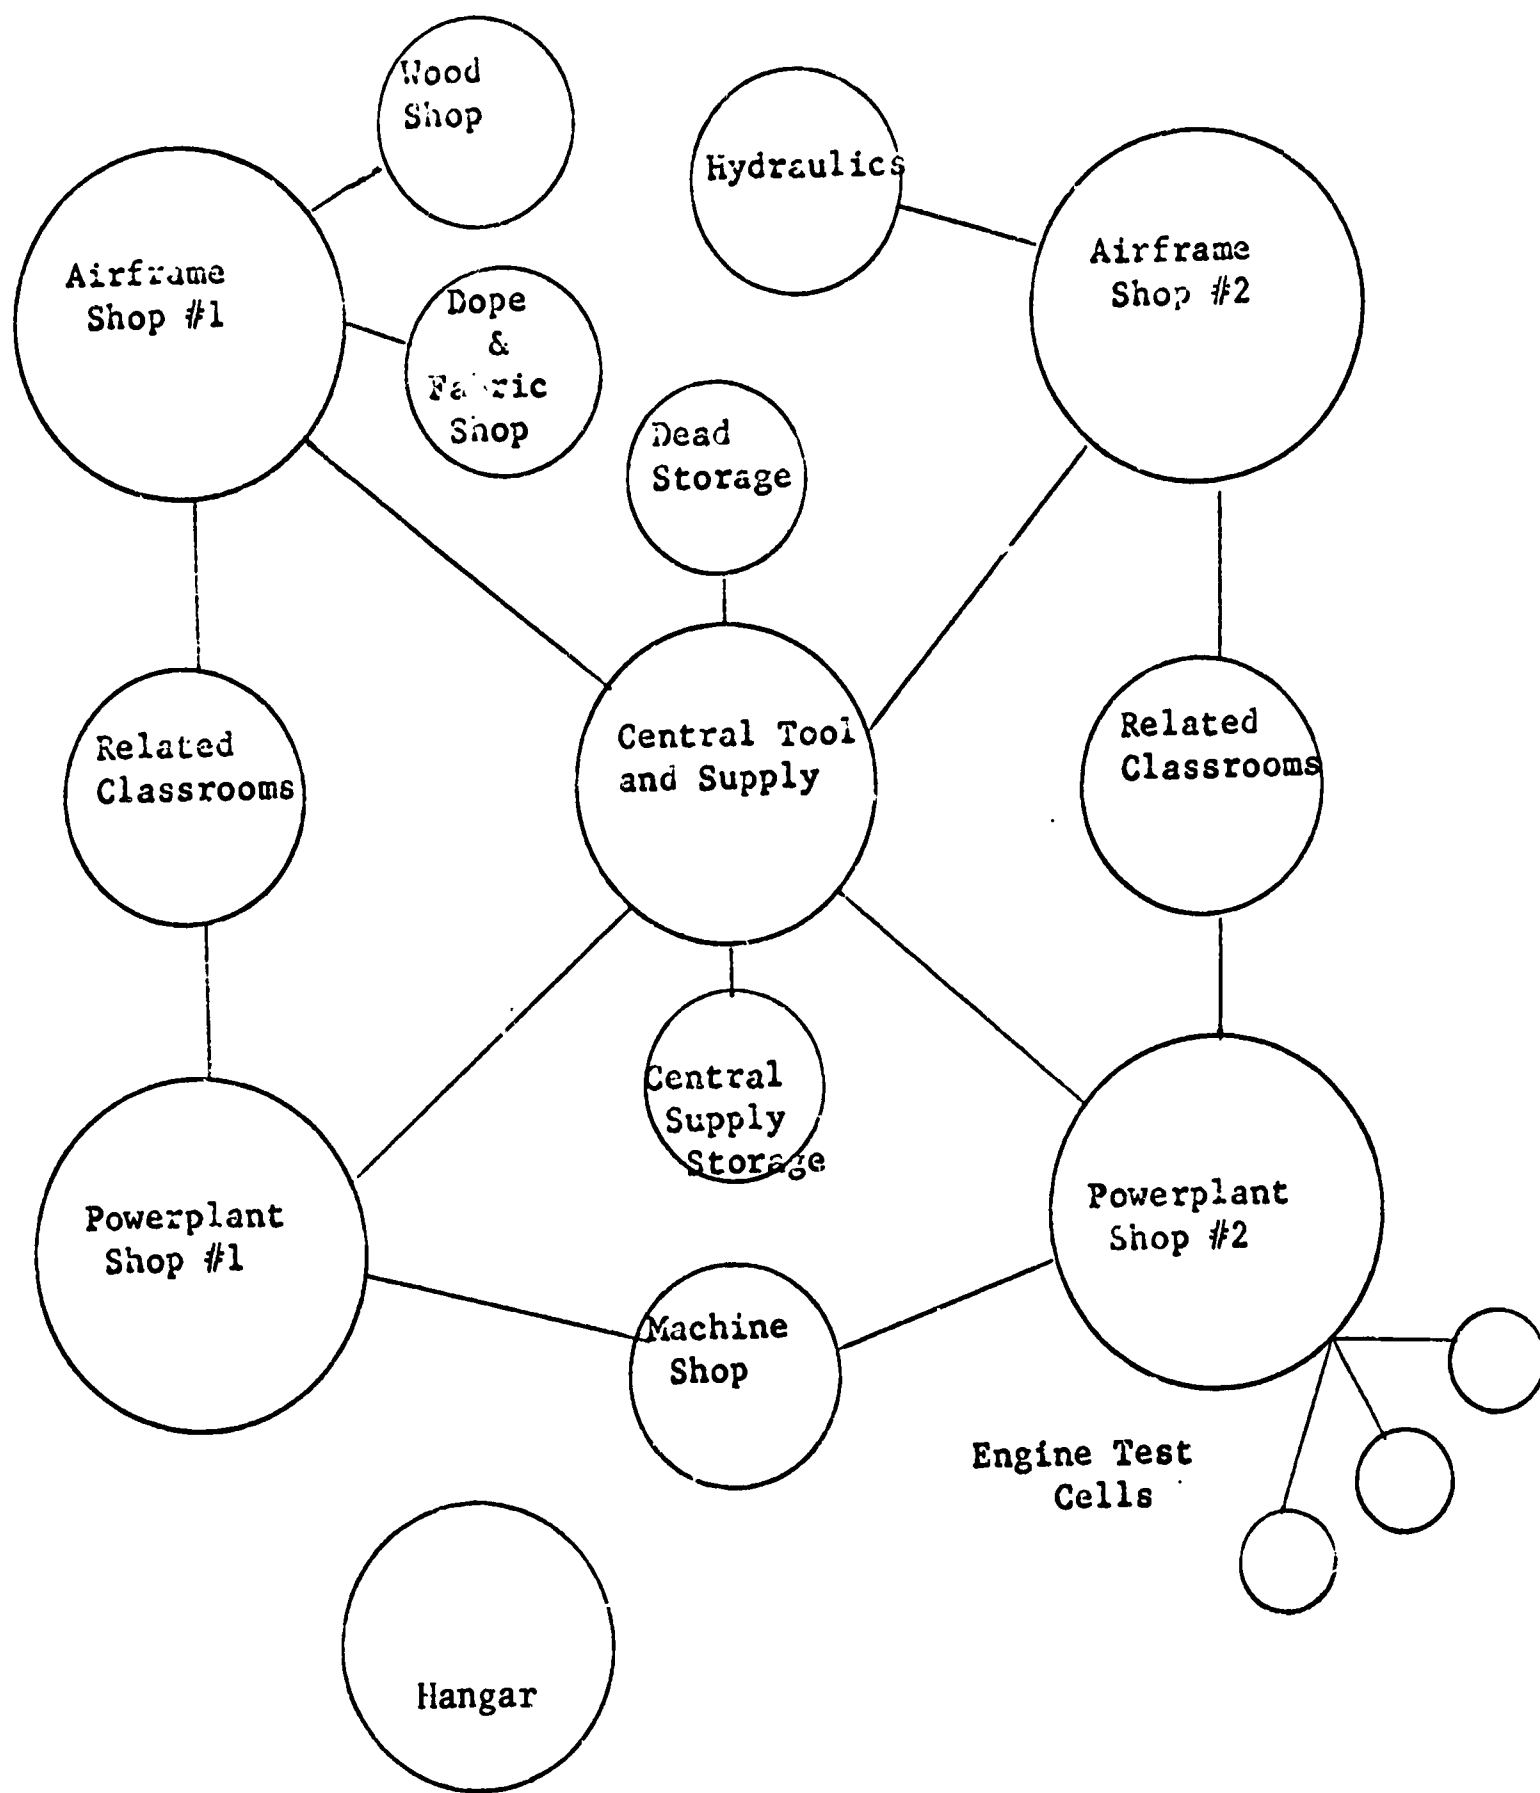 Wood
Shop
Hydraulics
Airframe
Shop #1
Airframe
Shop #2
Dope
&
Fabric
Shop
Dead
Storage
Related
Classrooms
Central Tool
and Supply
Related
Classrooms
Central
Supply
Storage
Powerplant
Shop #1
Powerplant
Shop #2
Machine
Shop
Engine Test
Cells
Hangar